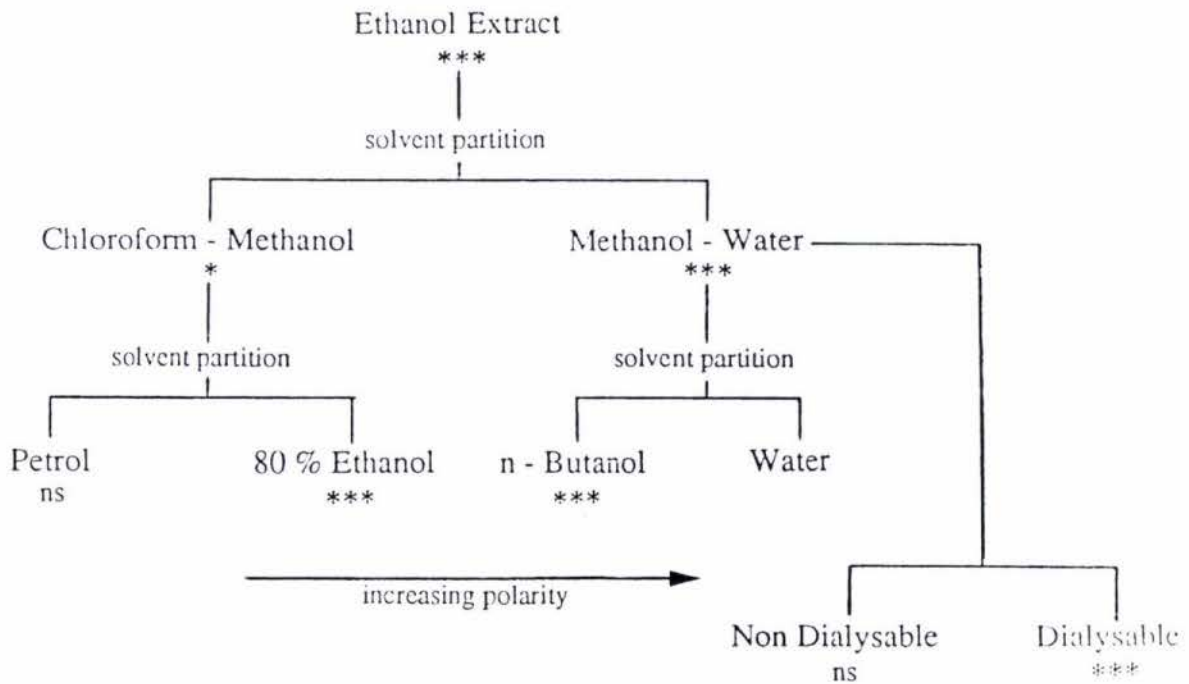 Ethanol Extract
***
solvent partition
Chloroform - Methanol
*
Methanol - Water
***
solvent partition
solvent partition
Petrol
ns
80 % Ethanol
***
n - Butanol
***
Water
increasing polarity
Non Dialysable
ns
Dialysable
***